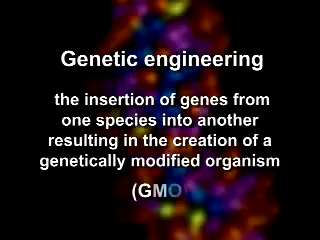 Genetic engineering
the insertion of genes from
one species into another
resulting in the creation of a
genetically modified organism
(GMO